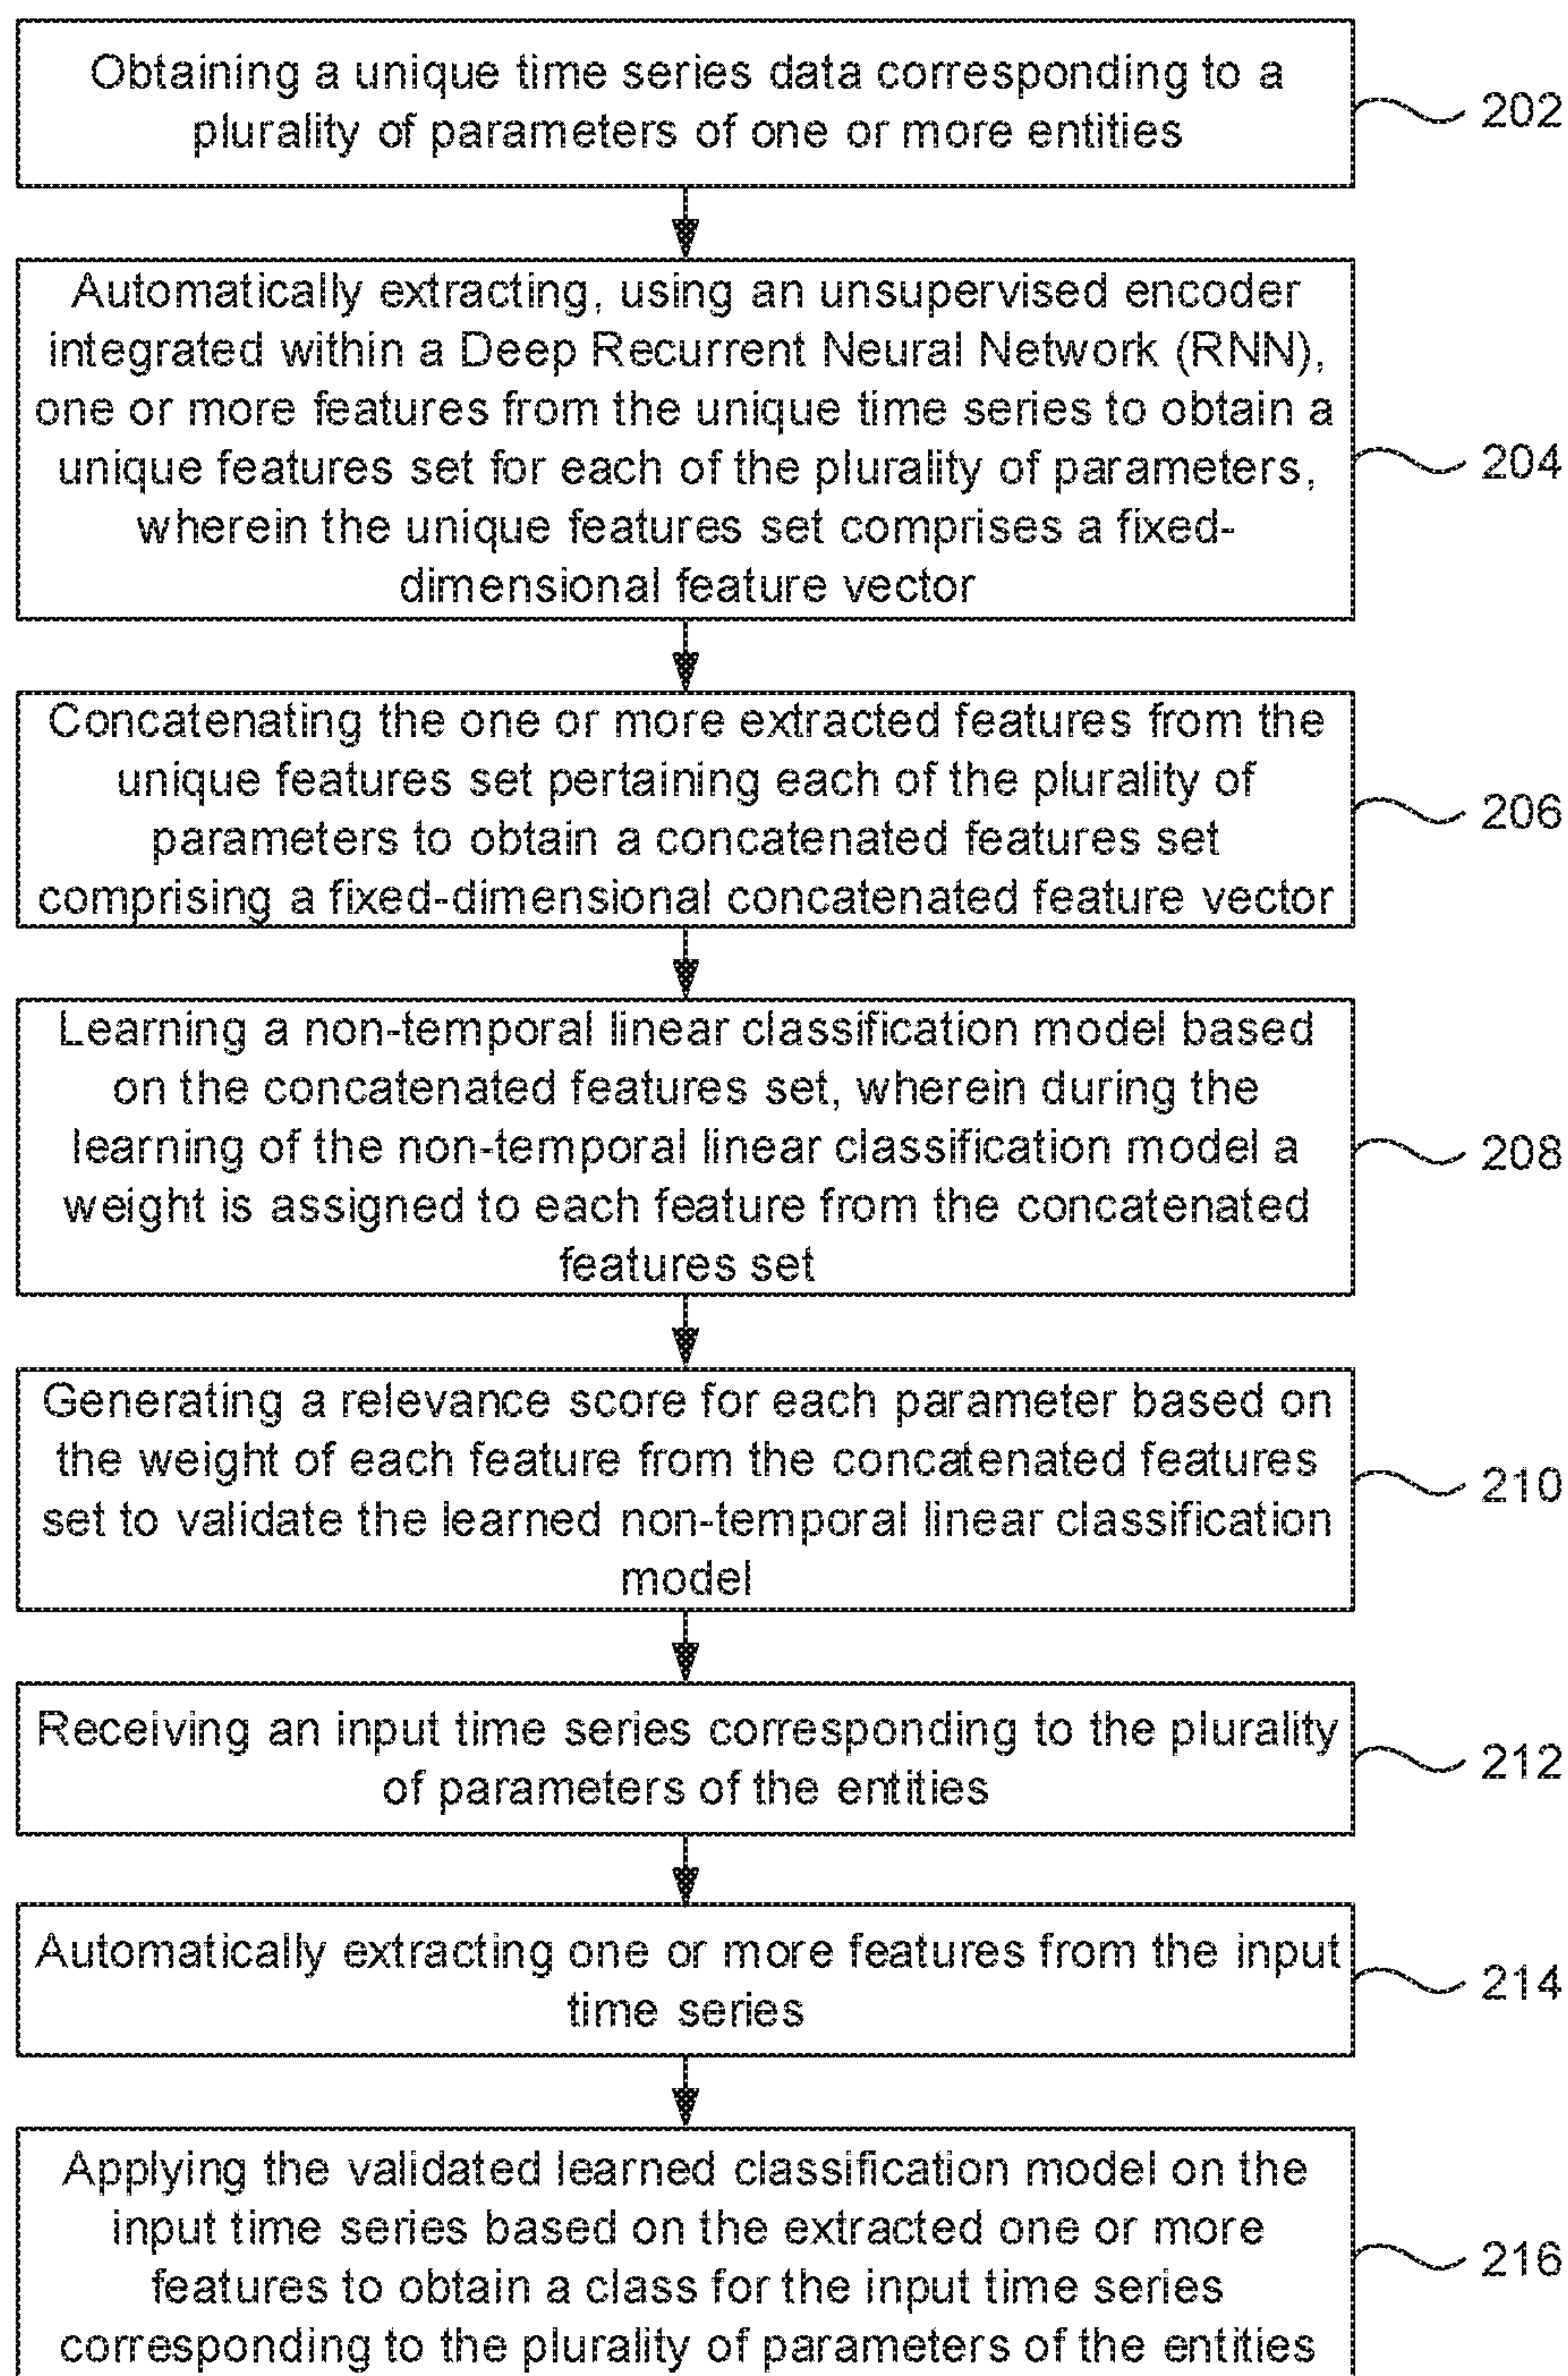 Obtaining a unique time series data corresponding to a
plurality of parameters of one or more entities
202
Automatically extracting, using an unsupervised encoder
integrated within a Deep Recurrent Neural Network (RNN),
one or more features from the unique time series to obtain a
unique features set for each of the plurality of parameters,
wherein the unique features set comprises a fixed-
dimensional feature vector
204
Concatenating the one or more extracted features from the
unique features set pertaining each of the plurality of
parameters to obtain a concatenated features set
comprising a fixed-dimensional concatenated feature vector
206
Learning a non-temporal linear classification model based
on the concatenated features set, wherein during the
learning of the non-temporal linear classification model a
weight is assigned to each feature from the concatenated
features set
208
Generating a relevance score for each parameter based on
the weight of each feature from the concatenated features
set to validate the learned non-temporal linear classification
model
210
Receiving an input time series corresponding to the plurality
of parameters of the entities
212
Automatically extracting one or more features from the input
time series
214
Applying the validated learned classification model on the
input time series based on the extracted one or more
features to obtain a class for the input time series
corresponding to the plurality of parameters of the entities
216